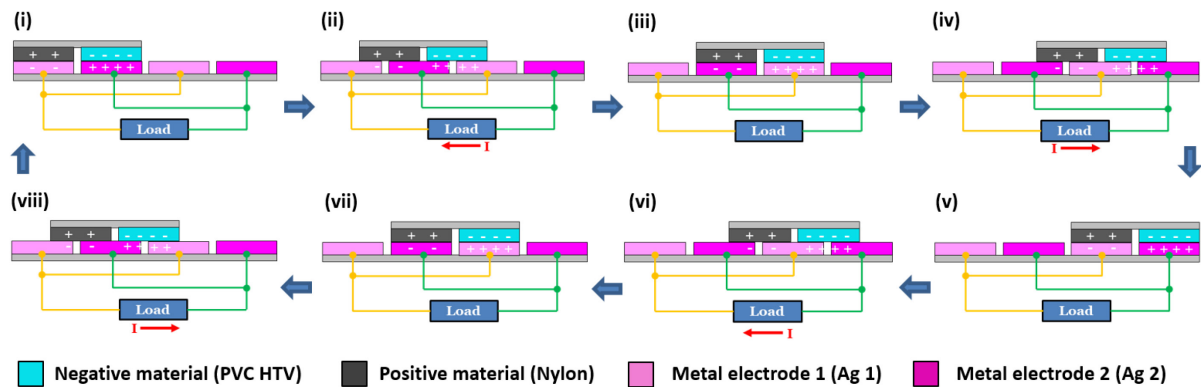 (i) (ii) (iii) (iv)
+ + - - - - + + - - - - + + - - - - + + - - - -
- - + + + + - - + + + + - - + + + + - - + + + +
Load Load Load Load
I I
(viii) (vii) (vi) (v)
+ + - - - - + + - - - - + + - - - - + + - - - -
- - + + + + - - + + + + - - + + + + - - + + + +
Load Load Load Load
I I
Negative material (PVC HTV) Positive material (Nylon) Metal electrode 1 (Ag 1) Metal electrode 2 (Ag 2)